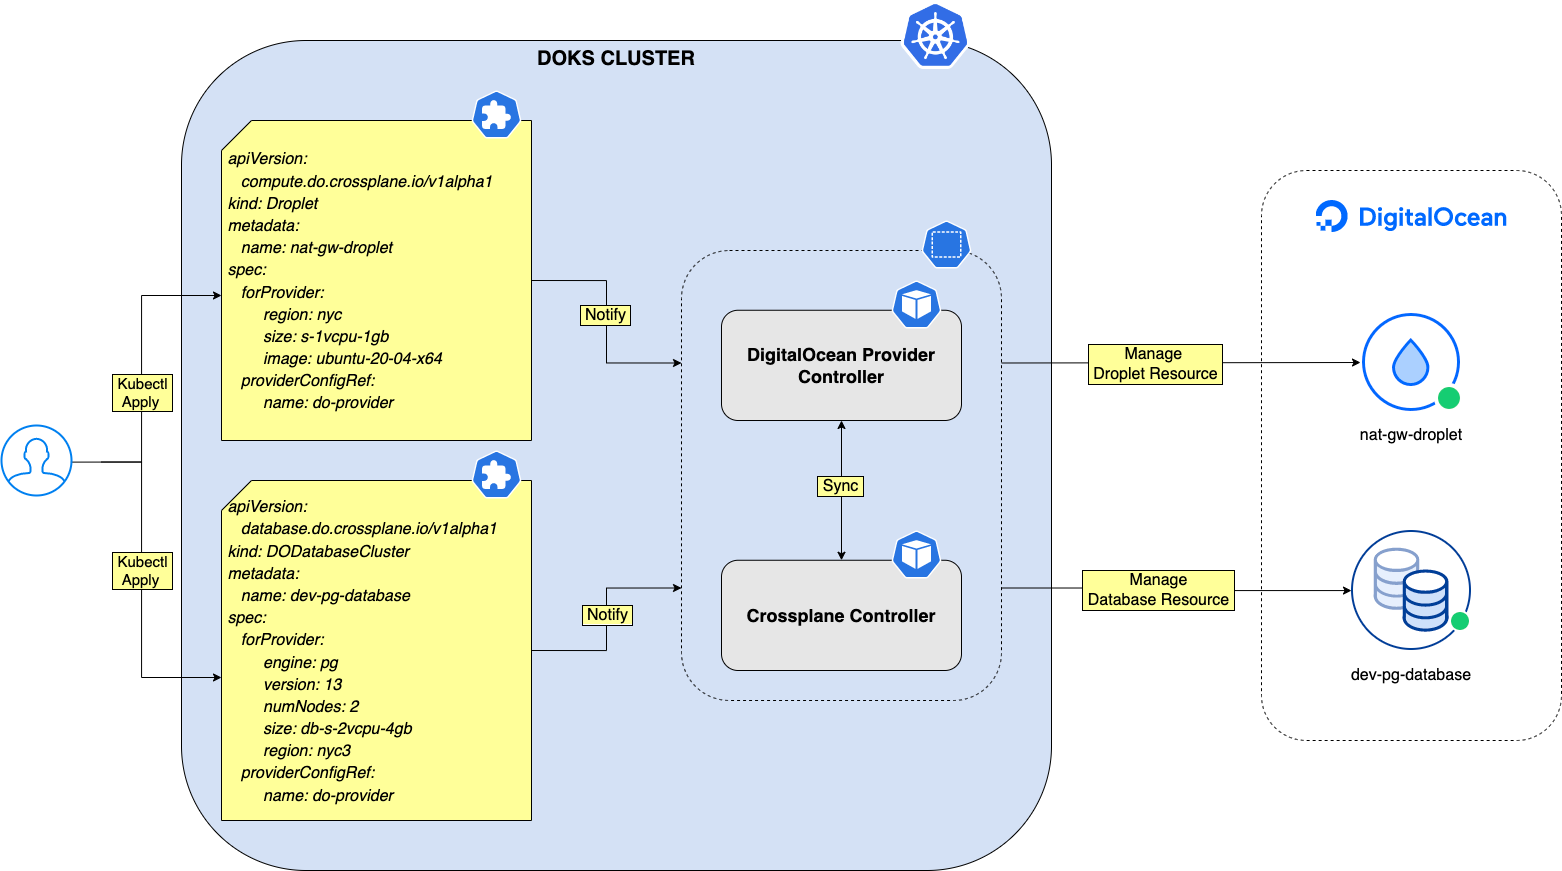 DOKS CLUSTER
apiVersion:
compute.do.crossplane.io/v1alpha1
kind: Droplet
metadata:
name: nat-gw-droplet
spec:
forProvider:
region: nyc
size: s-1vcpu-1gb
image: ubuntu-20-04-x64
providerConfigRef:
name: do-provider
Kubectl
Apply
Kubectl
Apply
apiVersion:
database.do.crossplane.io/v1alpha1
kind: DODatabaseCluster
metadata:
name: dev-pg-database
spec:
forProvider:
engine: pg
version: 13
numNodes: 2
size: db-s-2vcpu-4gb
region: nyc3
providerConfigRef:
name: do-provider
Notify
Notify
DigitalOcean Provider
Controller
Sync
Crossplane Controller
Manage
Droplet Resource
Manage
Database Resource
DigitalOcean
nat-gw-droplet
dev-pg-database